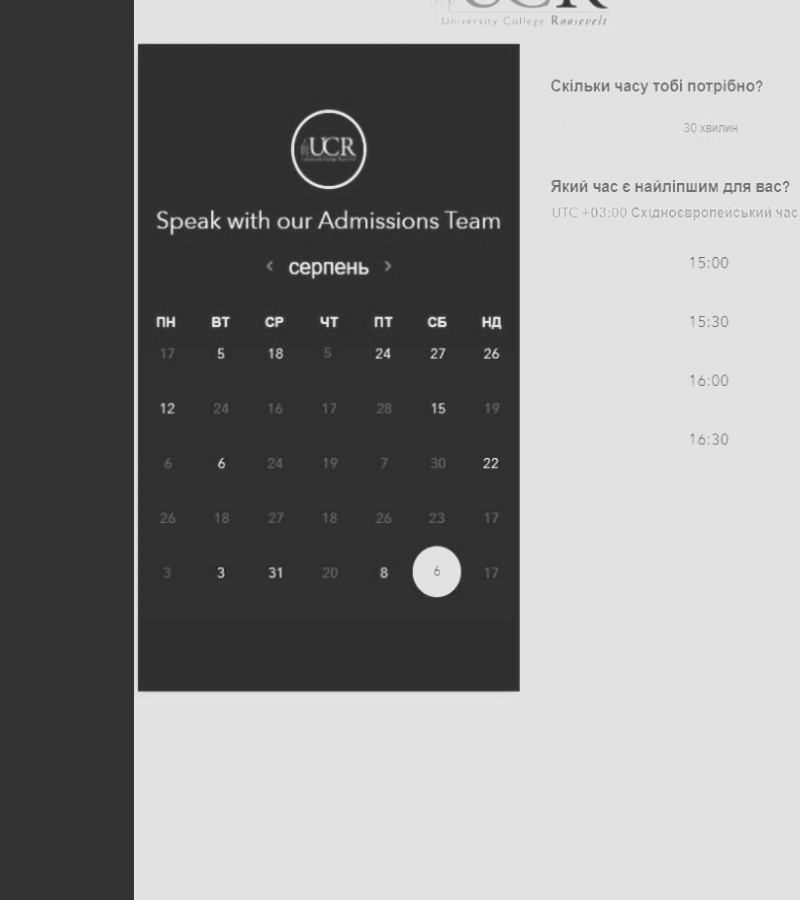 UCR
University College Roosevelt
UCR
Speak with our Admissions Team
‹ серпень ›
ПН ВТ СР ЧТ ПТ СБ НД
17 5 18 5 24 27 26
12 24 16 17 28 15 19
6 6 24 19 7 30 22
26 18 27 18 26 23 17
3 3 31 20 8 6 17
Скільки часу тобі потрібно?
30 хвилин
Який час є найліпшим для вас?
UTC +03:00 Східноєвропейський час
15:00
15:30
16:00
16:30